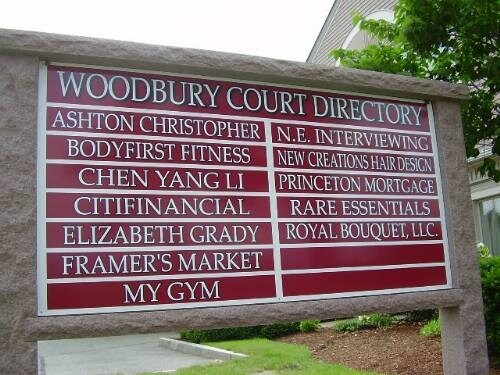 WOODBURY COURT DIRECTORY
ASHTON CHRISTOPHER
BODYFIRST FITNESS
CHEN YANG LI
CITIFINANCIAL
ELIZABETH GRADY
FRAMER'S MARKET
MY GYM
N.E. INTERVIEWING
NEW CREATIONS HAIR DESIGN
PRINCETON MORTGAGE
RARE ESSENTIALS
ROYAL BOUQUET, LLC.